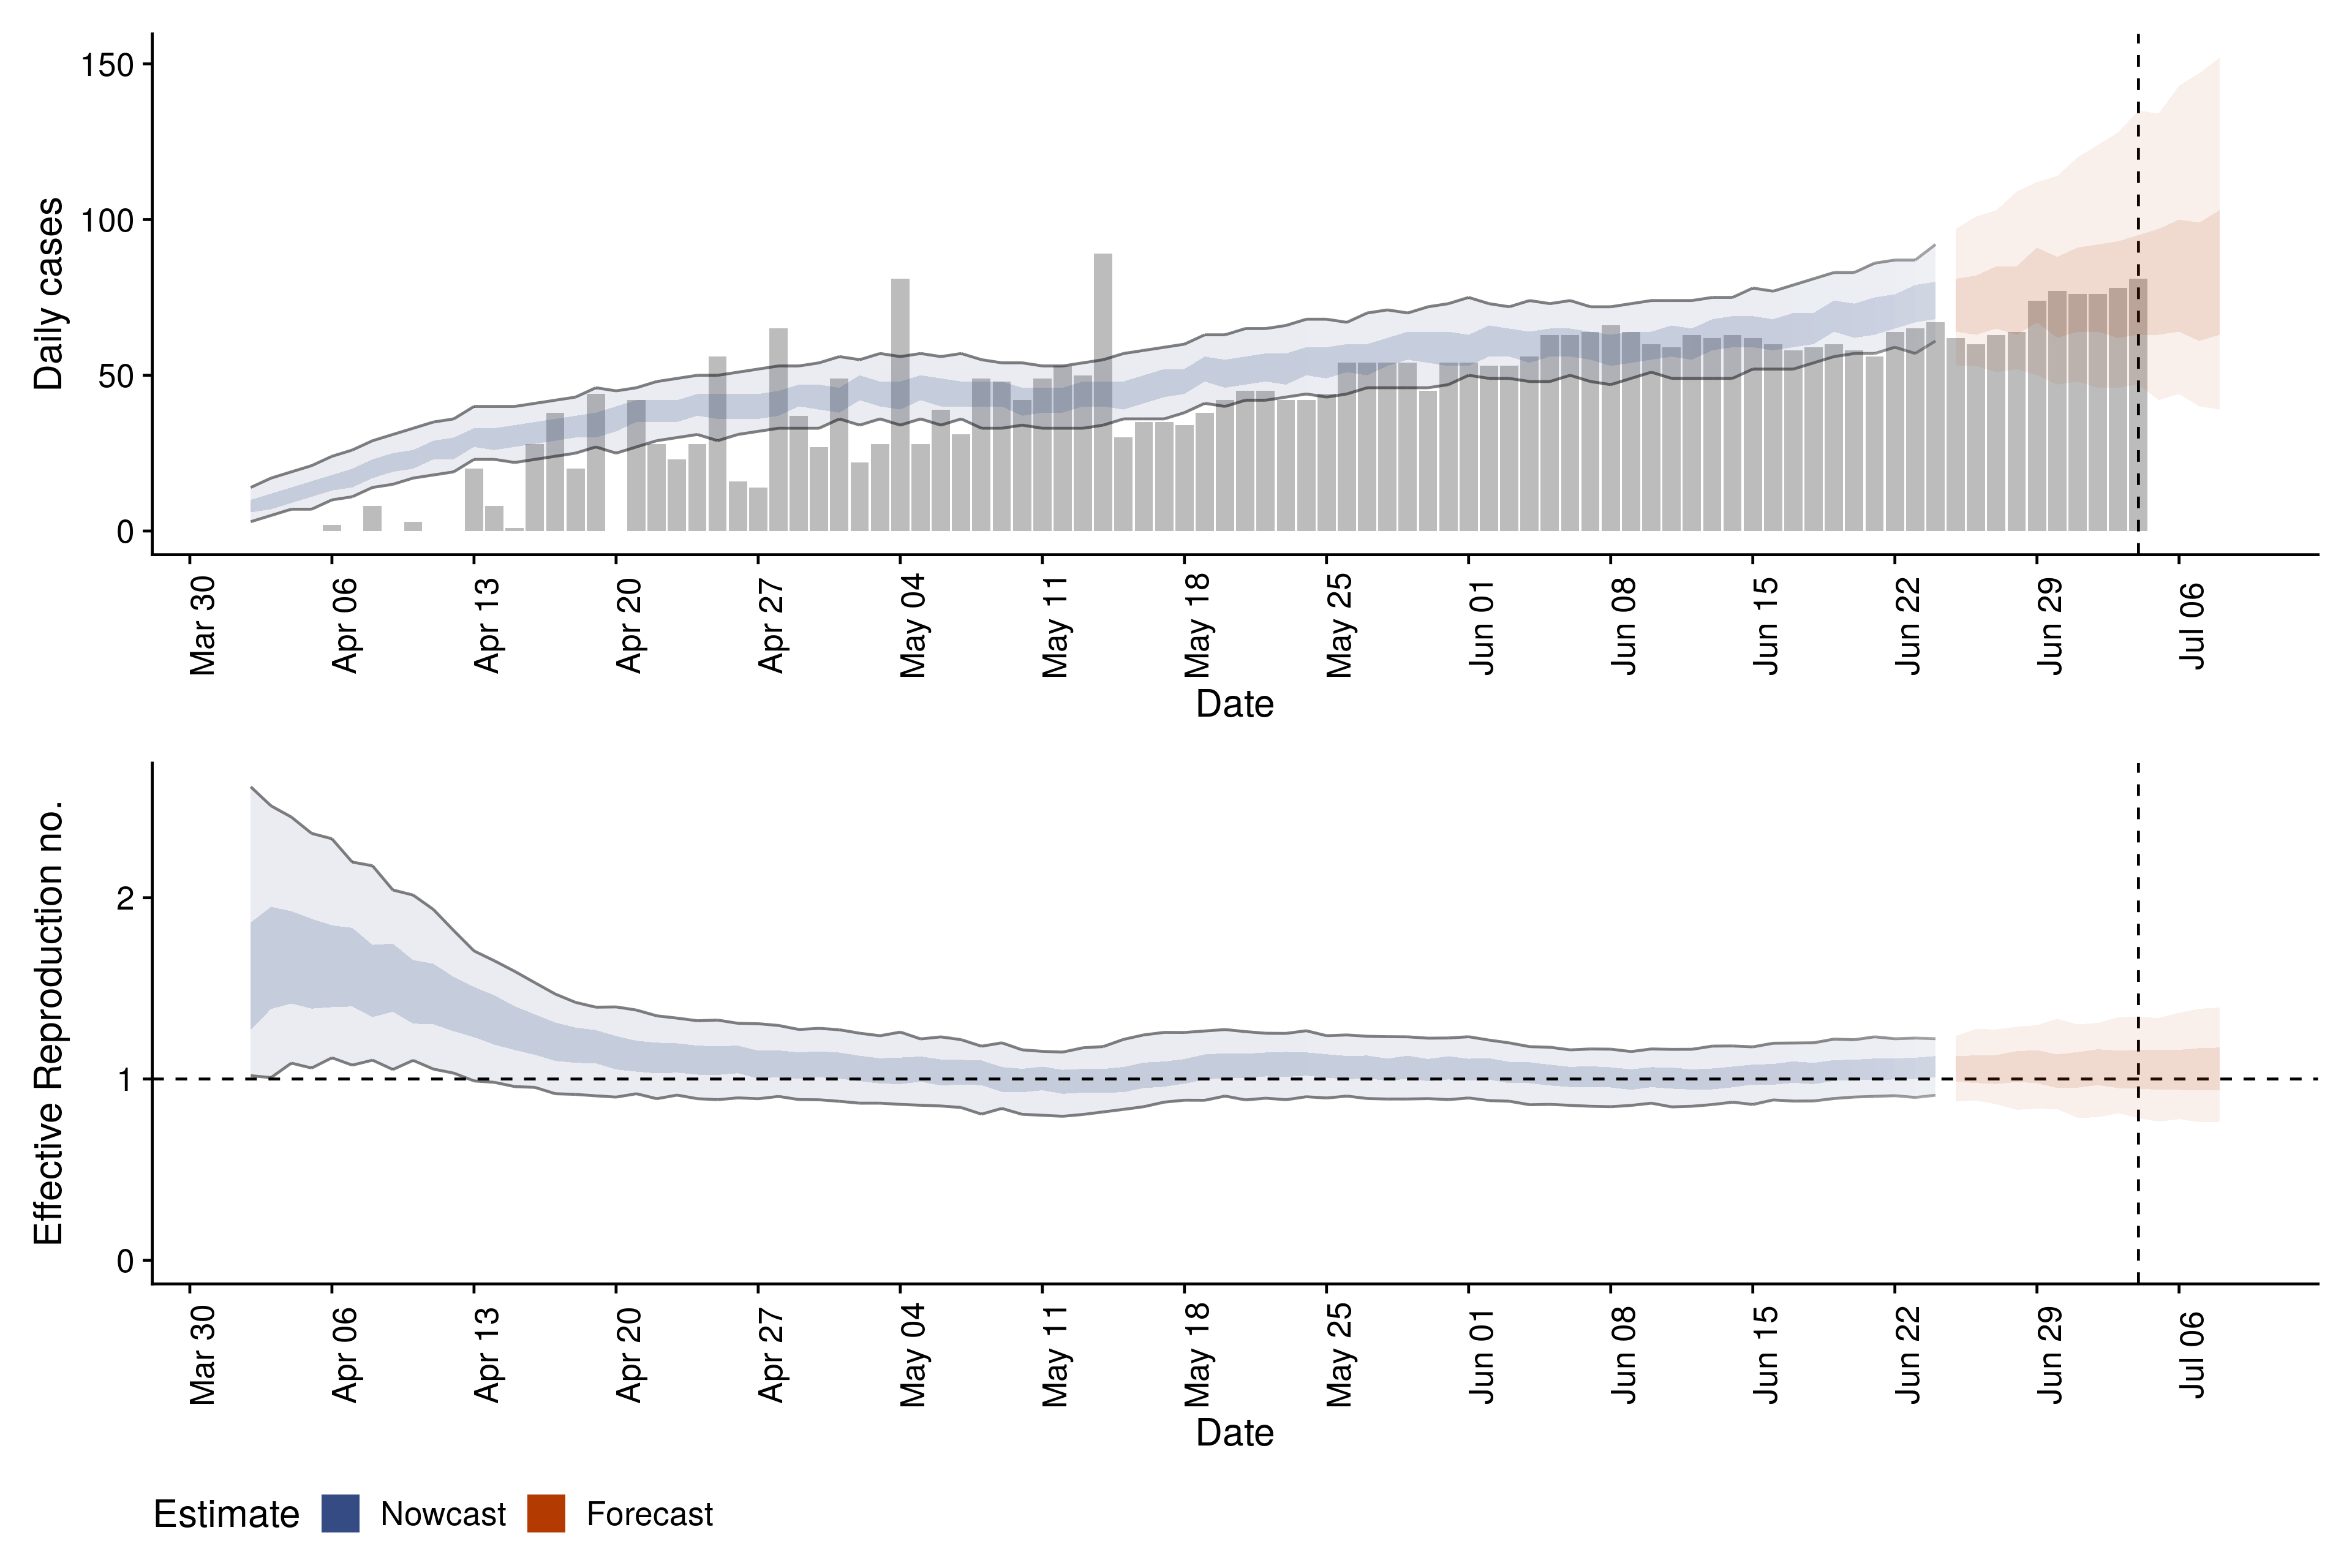 Daily cases
150
100
50
0
Mar 30
Apr 06
Apr 13
Apr 20
Apr 27
May 04
May 11
May 18
May 25
Jun 01
Jun 08
Jun 15
Jun 22
Jun 29
Jul 06
Date
Effective Reproduction no.
2
1
0
Mar 30
Apr 06
Apr 13
Apr 20
Apr 27
May 04
May 11
May 18
May 25
Jun 01
Jun 08
Jun 15
Jun 22
Jun 29
Jul 06
Date
Estimate Nowcast Forecast